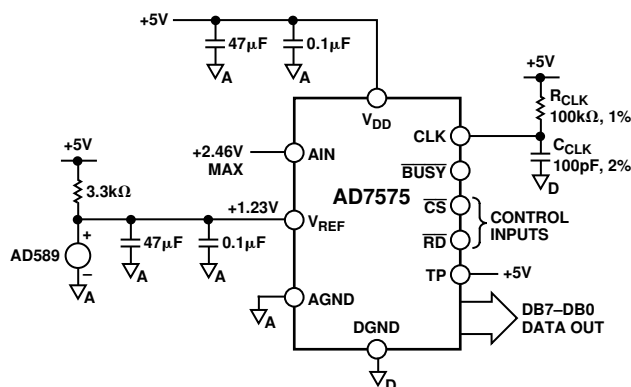 +5V
47µF
0.1µF
A
A
+5V
R_CLK
100kΩ, 1%
V_DD
CLK
C_CLK
100pF, 2%
D
+2.46V
MAX
AIN
BUSY
AD7575
+5V
3.3kΩ
CS
RD
CONTROL
INPUTS
+1.23V
V_REF
+
AD589
–
47µF
0.1µF
A
A
A
TP
+5V
AGND
A
DB7–DB0
DATA OUT
DGND
D